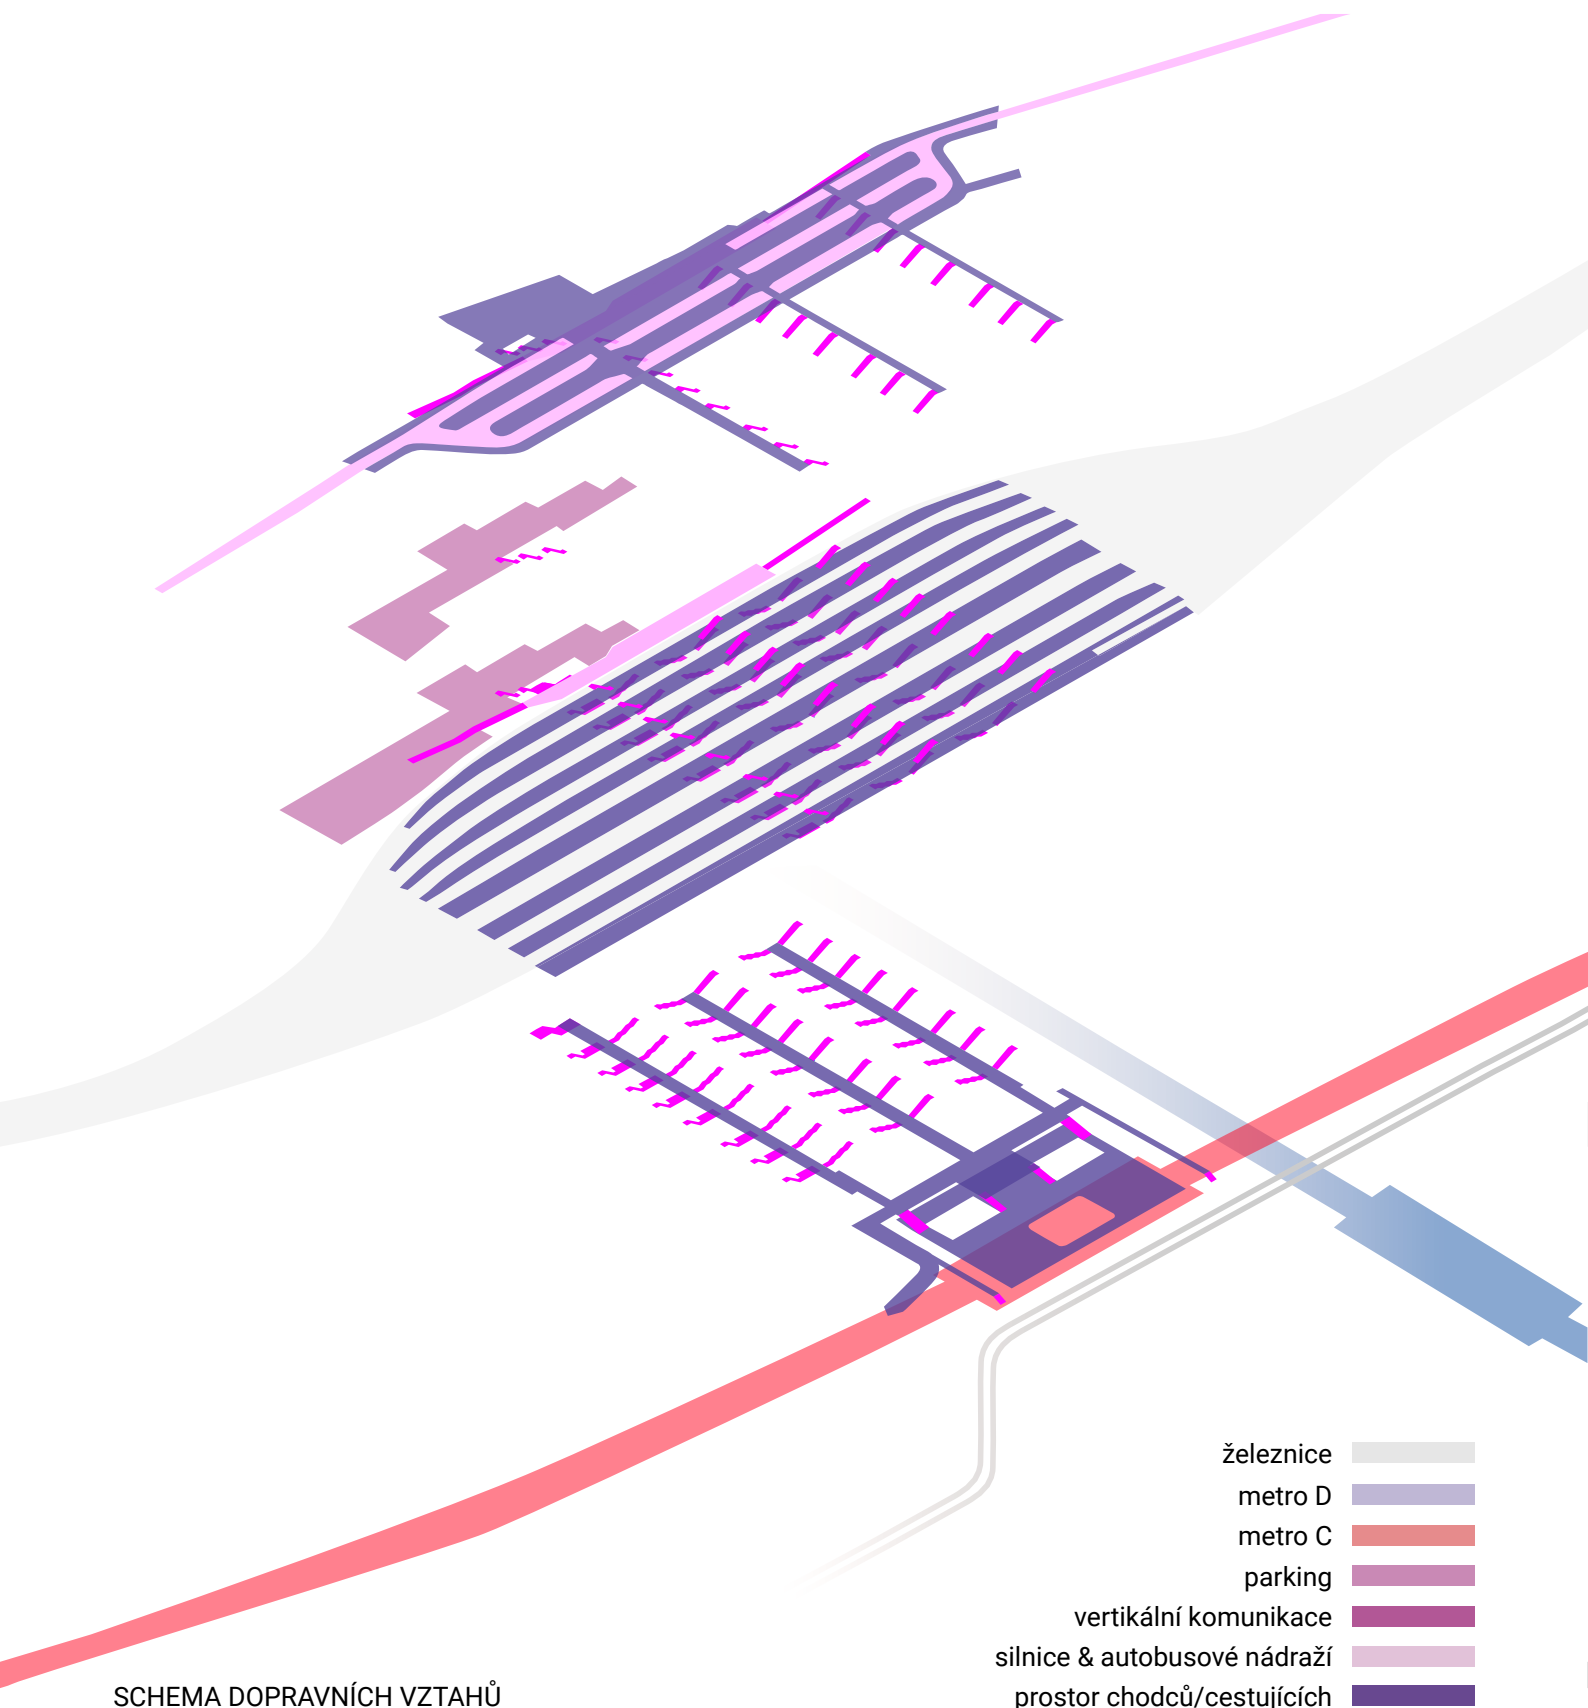 železnice
metro D
metro C
parking
vertikální komunikace
silnice & autobusové nádraží
prostor chodců/cestujících
SCHEMA DOPRAVNÍCH VZTAHŮ